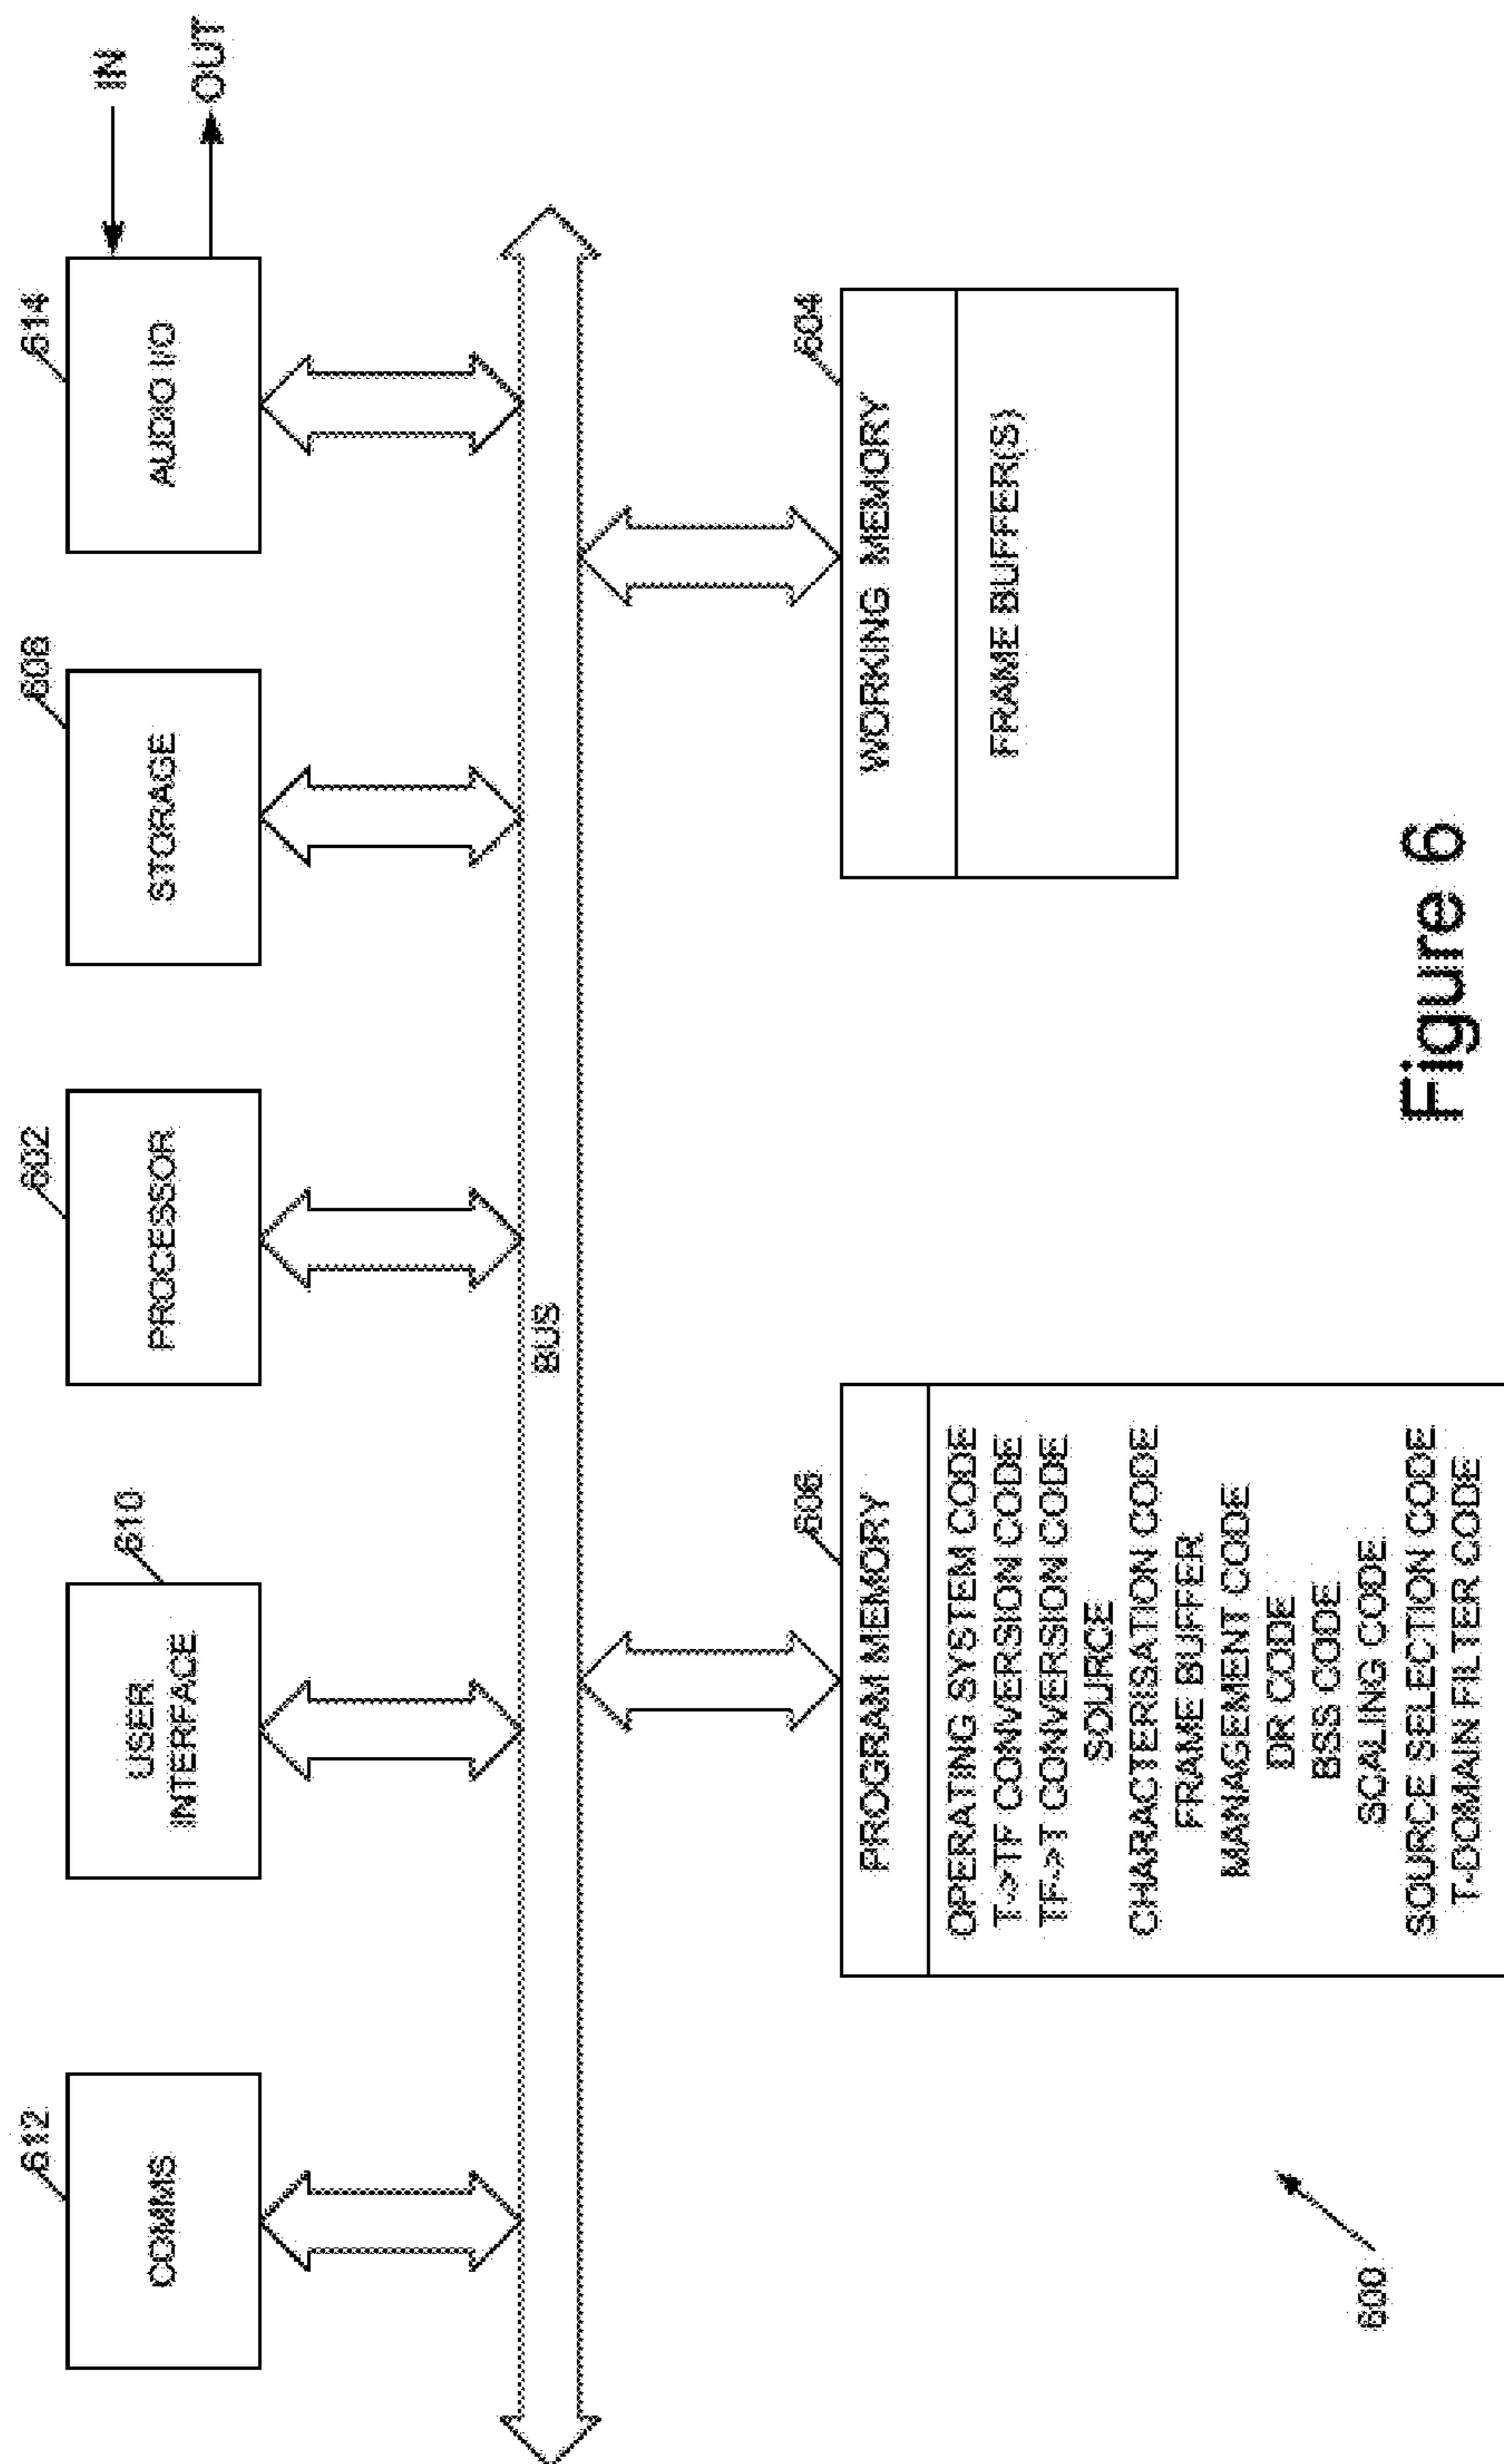 612
610
602
608
614
COMMS
USER
INTERFACE
PROCESSOR
STORAGE
AUDIO I/O
IN
OUT
BUS
606
604
PROGRAM MEMORY
OPERATING SYSTEM CODE
T->TF CONVERSION CODE
TF->T CONVERSION CODE
SOURCE
CHARACTERISATION CODE
FRAME BUFFER
MANAGEMENT CODE
DR CODE
BSS CODE
SCALING CODE
SOURCE SELECTION CODE
T-DOMAIN FILTER CODE
WORKING MEMORY
FRAME BUFFER(S)
600
Figure 6